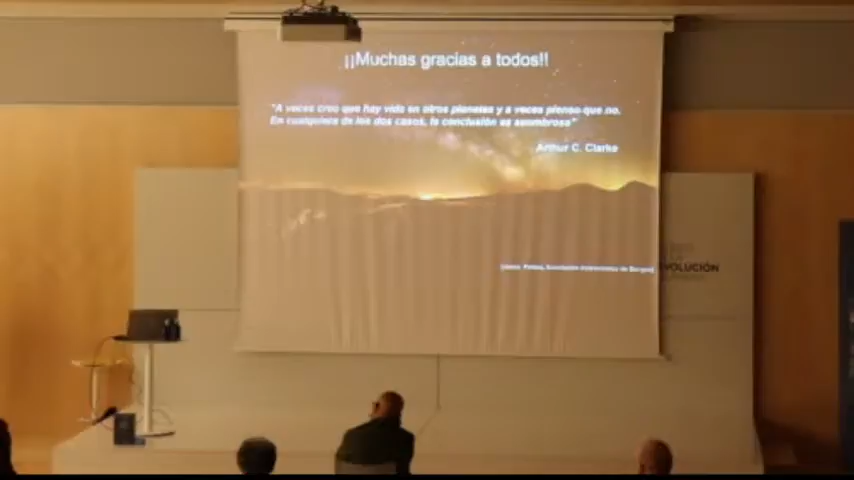 ¡¡Muchas gracias a todos!!
"A veces creo que hay vida en otros planetas y a veces pienso que no.
En cualquiera de los dos casos, la conclusión es asombrosa"
Arthur C. Clarke
EVOLUCIÓN